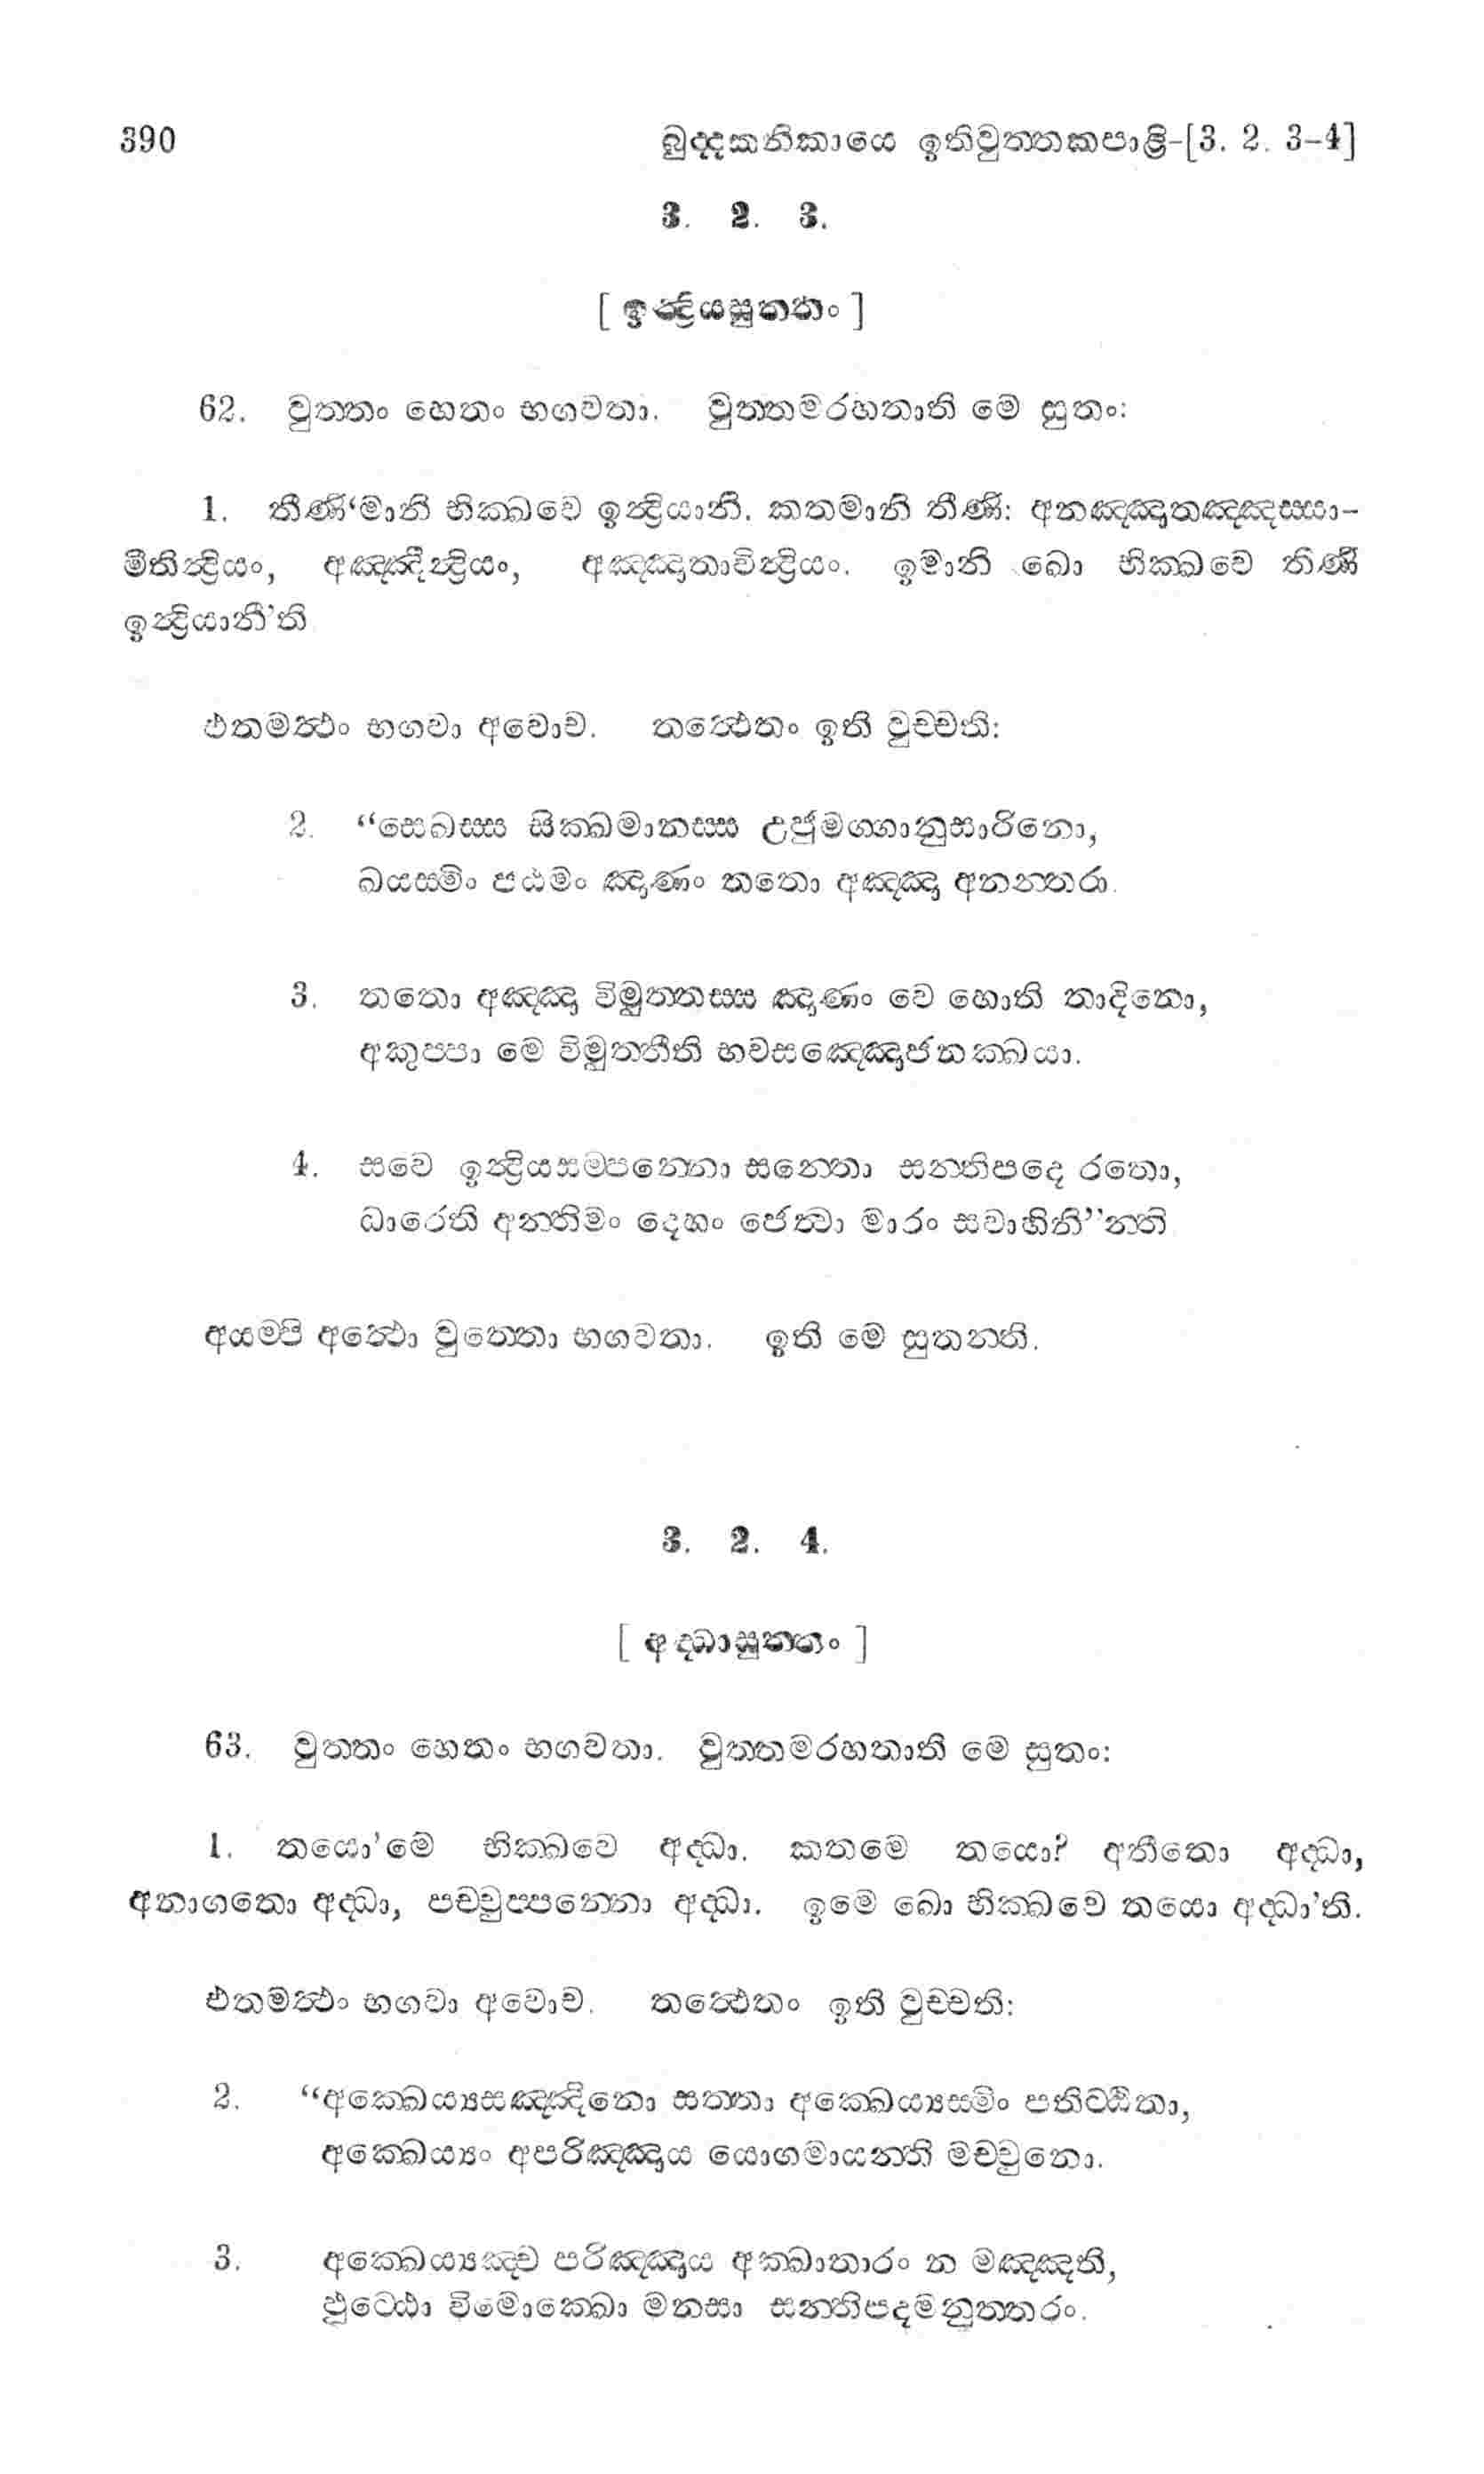 390 ඛුද්දකනිකායෙ ඉතිවුත්තකපාළි-[3. 2. 3-4]
3. 2. 3.
[ ඉන්ද්‍රියසුත්තං ]
62. වුත්තං හෙතං භගවතා. වුත්තමරහතාති මෙ සුතං:
1. තීණි‘මානි භික්ඛවෙ ඉන්ද්‍රියානි. කතමානි තීණි: අනඤ්ඤාතඤ්ඤස්සා-
මීතින්ද්‍රියං, අඤ්ඤින්ද්‍රියං, අඤ්ඤාතාවින්ද්‍රියං. ඉමානි ඛො භික්ඛවෙ තීණි
ඉන්ද්‍රියානී’ති
එතමත්ථං භගවා අවොච. තත්ථෙතං ඉති වුච්චති:
2. “සෙඛස්ස සික්ඛමානස්ස උජුමග්ගානුසාරිනො,
ඛයස්මිං පඨමං ඤාණං තතො අඤ්ඤා අනන්තරා.
3. තතො අඤ්ඤා විමුත්තස්ස ඤාණං වෙ හොති තාදිනො,
අකුප්පා මෙ විමුත්තීති භවසඤ්ඤොජනක්ඛයා.
4. සවෙ ඉන්ද්‍රියසම්පන්නො සන්තො සන්තිපදෙ රතො,
ධාරෙති අන්තිමං දෙහං ජෙත්වා මාරං සවාහිනි”න්ති
අයම්පි අත්ථො වුත්තො භගවතා. ඉති මෙ සුතන්ති.
3. 2. 4.
[ අද්ධාසුත්තං ]
63. වුත්තං හෙතං භගවතා. වුත්තමරහතාති මෙ සුතං:
1. තයො’මේ භික්ඛවෙ අද්ධා. කතමෙ තයො? අතීතො අද්ධා,
අනාගතො අද්ධා, පච්චුප්පන්නො අද්ධා. ඉමෙ ඛො භික්ඛවෙ තයො අද්ධා’ති.
එතමත්ථං භගවා අවොච. තත්ථෙතං ඉති වුච්චති:
2. “අක්ඛෙය්‍යසඤ්ඤිනො සත්තා අක්ඛෙය්‍යස්මිං පතිට්ඨිතා,
අක්ඛෙය්‍යං අපරිඤ්ඤාය යොගමායන්ති මච්චුනො.
3. අක්ඛෙය්‍යඤ්ච පරිඤ්ඤාය අක්ඛාතාරං න මඤ්ඤති,
ඵුට්ඨො විමොක්ඛො මනසා සන්තිපදමනුත්තරං.